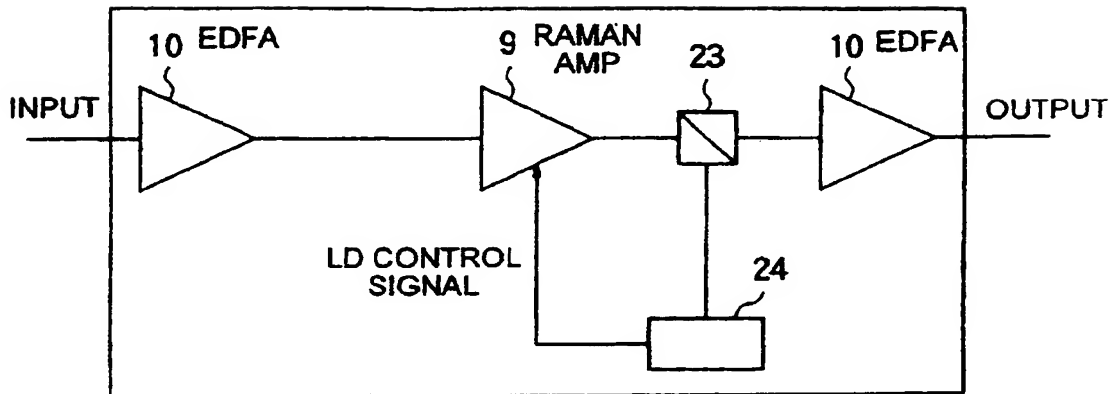 10 EDFA
9 RAMAN
AMP
23
10 EDFA
INPUT
OUTPUT
LD CONTROL
SIGNAL
24